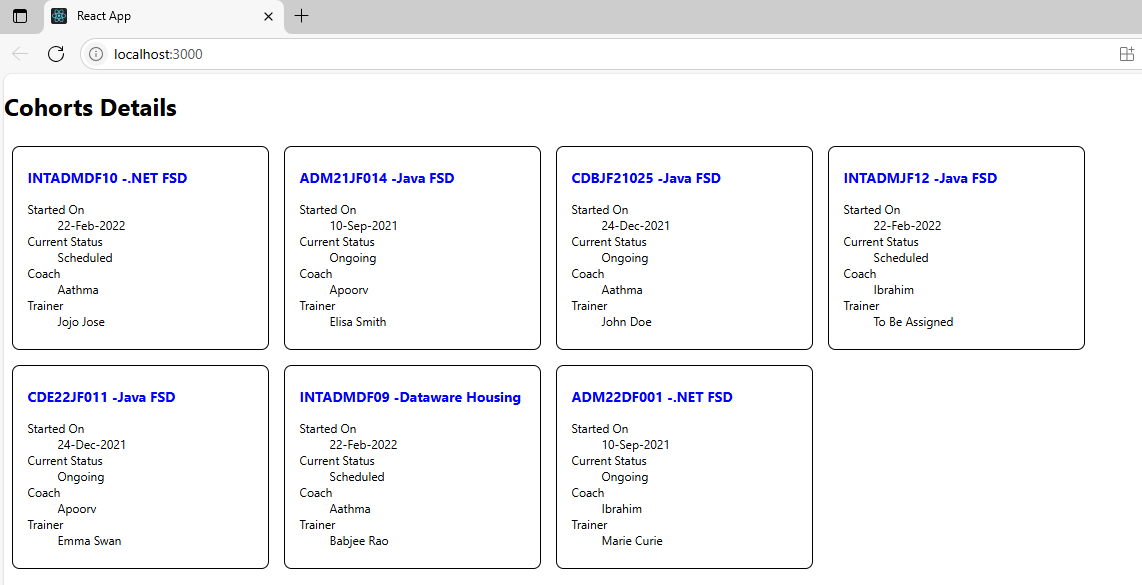 React App
localhost:3000
Cohorts Details
INTADMDF10 -.NET FSD
Started On
22-Feb-2022
Current Status
Scheduled
Coach
Aathma
Trainer
Jojo Jose
ADM21JF014 -Java FSD
Started On
10-Sep-2021
Current Status
Ongoing
Coach
Apoorv
Trainer
Elisa Smith
CDBJF21025 -Java FSD
Started On
24-Dec-2021
Current Status
Ongoing
Coach
Aathma
Trainer
John Doe
INTADMJF12 -Java FSD
Started On
22-Feb-2022
Current Status
Scheduled
Coach
Ibrahim
Trainer
To Be Assigned
CDE22JF011 -Java FSD
Started On
24-Dec-2021
Current Status
Ongoing
Coach
Apoorv
Trainer
Emma Swan
INTADMDF09 -Dataware Housing
Started On
22-Feb-2022
Current Status
Scheduled
Coach
Aathma
Trainer
Babjee Rao
ADM22DF001 -.NET FSD
Started On
10-Sep-2021
Current Status
Ongoing
Coach
Ibrahim
Trainer
Marie Curie